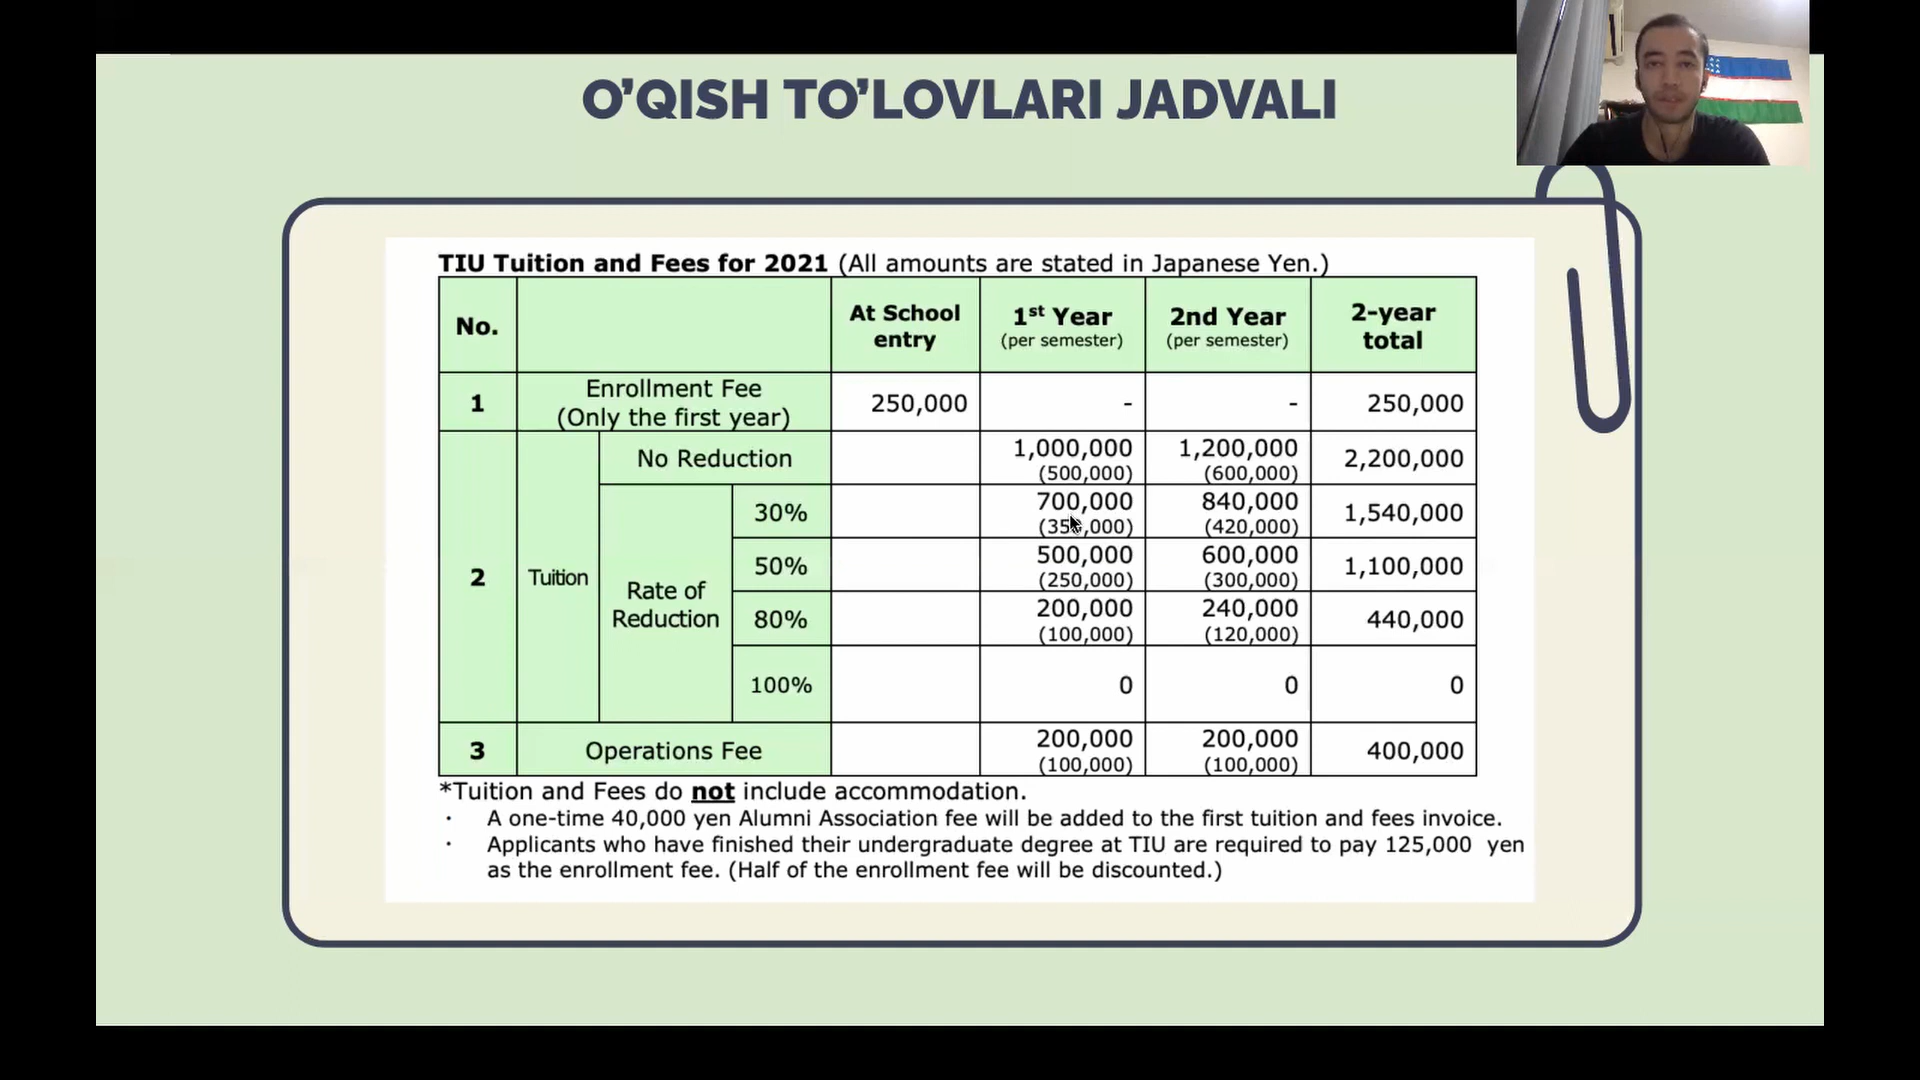 O’QISH TO’LOVLARI JADVALI
TIU Tuition and Fees for 2021 (All amounts are stated in Japanese Yen.)
No. At School entry 1st Year (per semester) 2nd Year (per semester) 2-year total
1 Enrollment Fee (Only the first year) 250,000 - - 250,000
2 Tuition No Reduction 1,000,000 (500,000) 1,200,000 (600,000) 2,200,000
Rate of Reduction 30% 700,000 840,000 (420,000) 1,540,000
50% 500,000 (250,000) 600,000 (300,000) 1,100,000
80% 200,000 (100,000) 240,000 (120,000) 440,000
100% 0 0 0
3 Operations Fee 200,000 (100,000) 200,000 (100,000) 400,000
*Tuition and Fees do not include accommodation.
· A one-time 40,000 yen Alumni Association fee will be added to the first tuition and fees invoice.
· Applicants who have finished their undergraduate degree at TIU are required to pay 125,000 yen
as the enrollment fee. (Half of the enrollment fee will be discounted.)